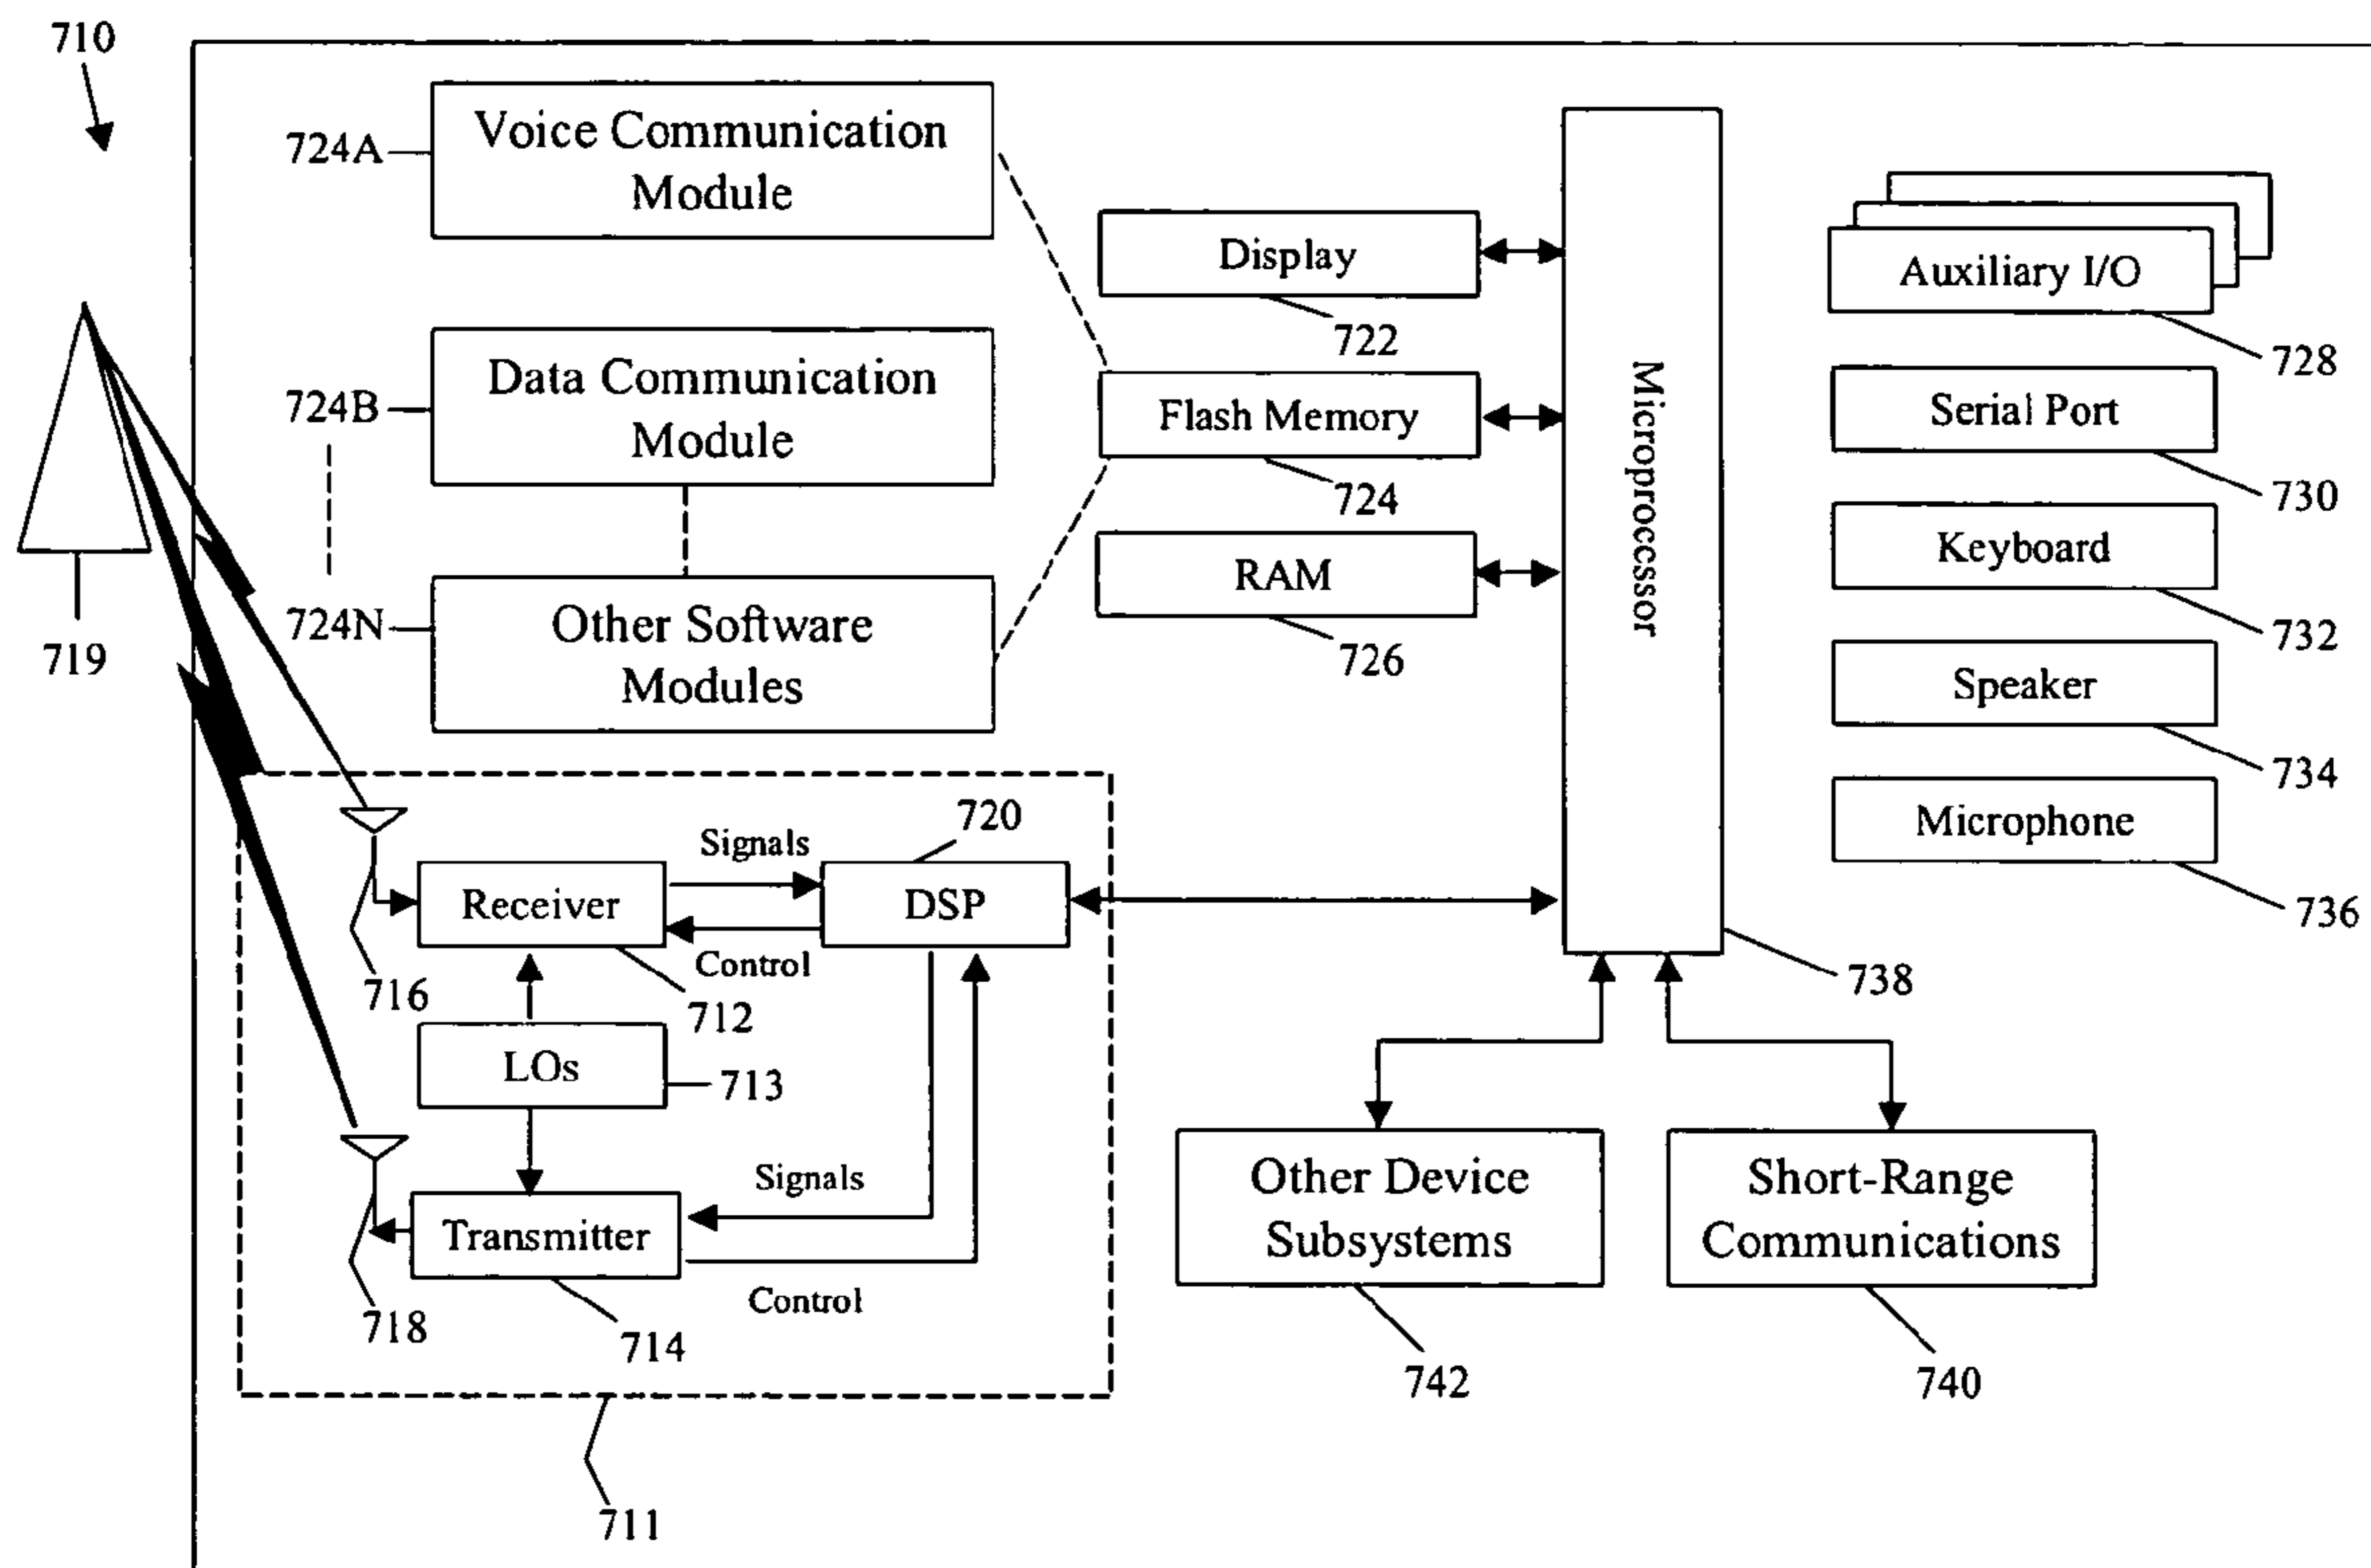 710
724A
Voice Communication
Module
Display
722
Auxiliary I/O
728
724B
Data Communication
Module
Flash Memory
724
Microprocessor
Serial Port
730
Keyboard
732
719
724N
Other Software
Modules
RAM
726
Speaker
734
Microphone
736
720
Signals
Receiver
DSP
Control
716
712
738
LOs
713
Signals
Transmitter
Control
718
714
Other Device
Subsystems
742
Short-Range
Communications
740
711